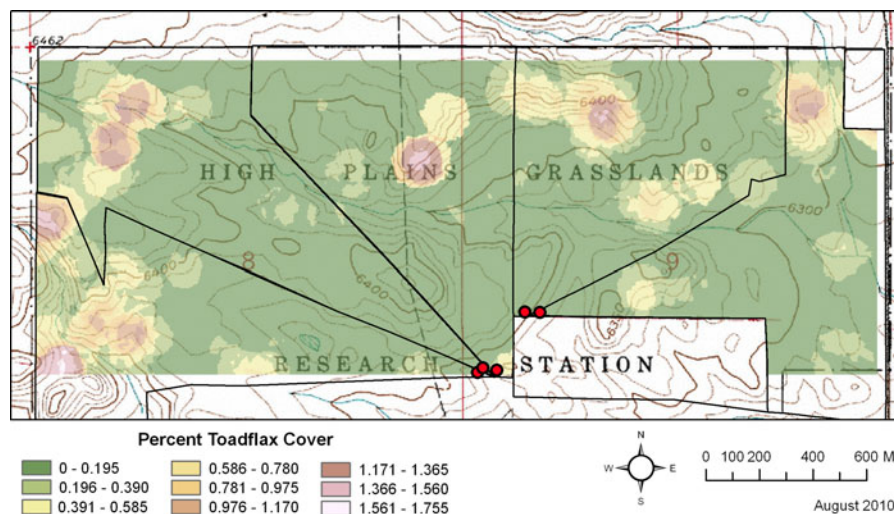 6462
6400
6400
HIGH PLAINS GRASSLANDS
6300
8
9
6400
6400
RESEARCH STATION
Percent Toadflax Cover
0 - 0.195
0.196 - 0.390
0.391 - 0.585
0.586 - 0.780
0.781 - 0.975
0.976 - 1.170
1.171 - 1.365
1.366 - 1.560
1.561 - 1.755
N
W E
S
0 100 200 400 600 M
August 2010